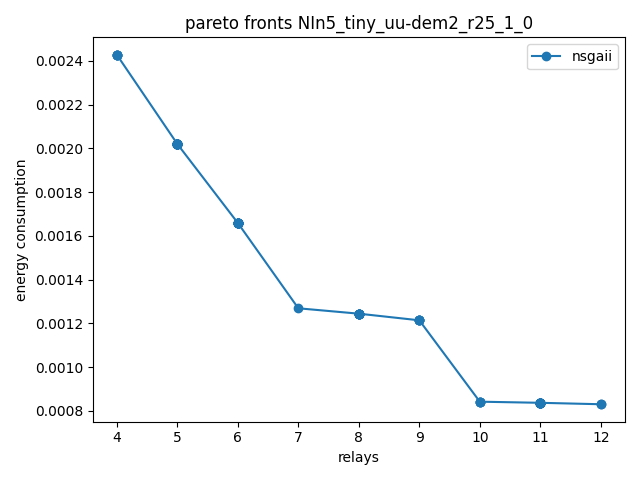 pareto fronts NIn5_tiny_uu-dem2_r25_1_0
nsgaii
energy consumption
0.0024
0.0022
0.0020
0.0018
0.0016
0.0014
0.0012
0.0010
0.0008
4 5 6 7 8 9 10 11 12
relays